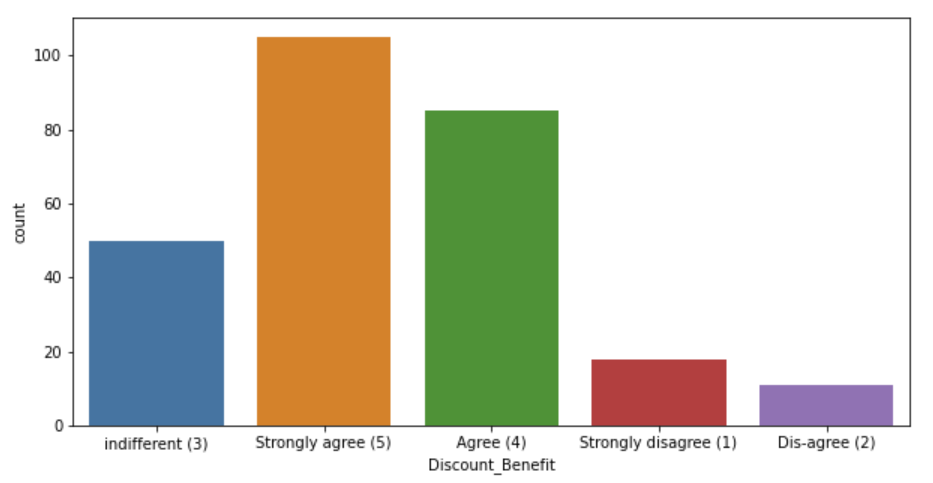 100
80
60
40
20
0
count
indifferent (3) Strongly agree (5) Agree (4) Strongly disagree (1) Dis-agree (2)
Discount_Benefit